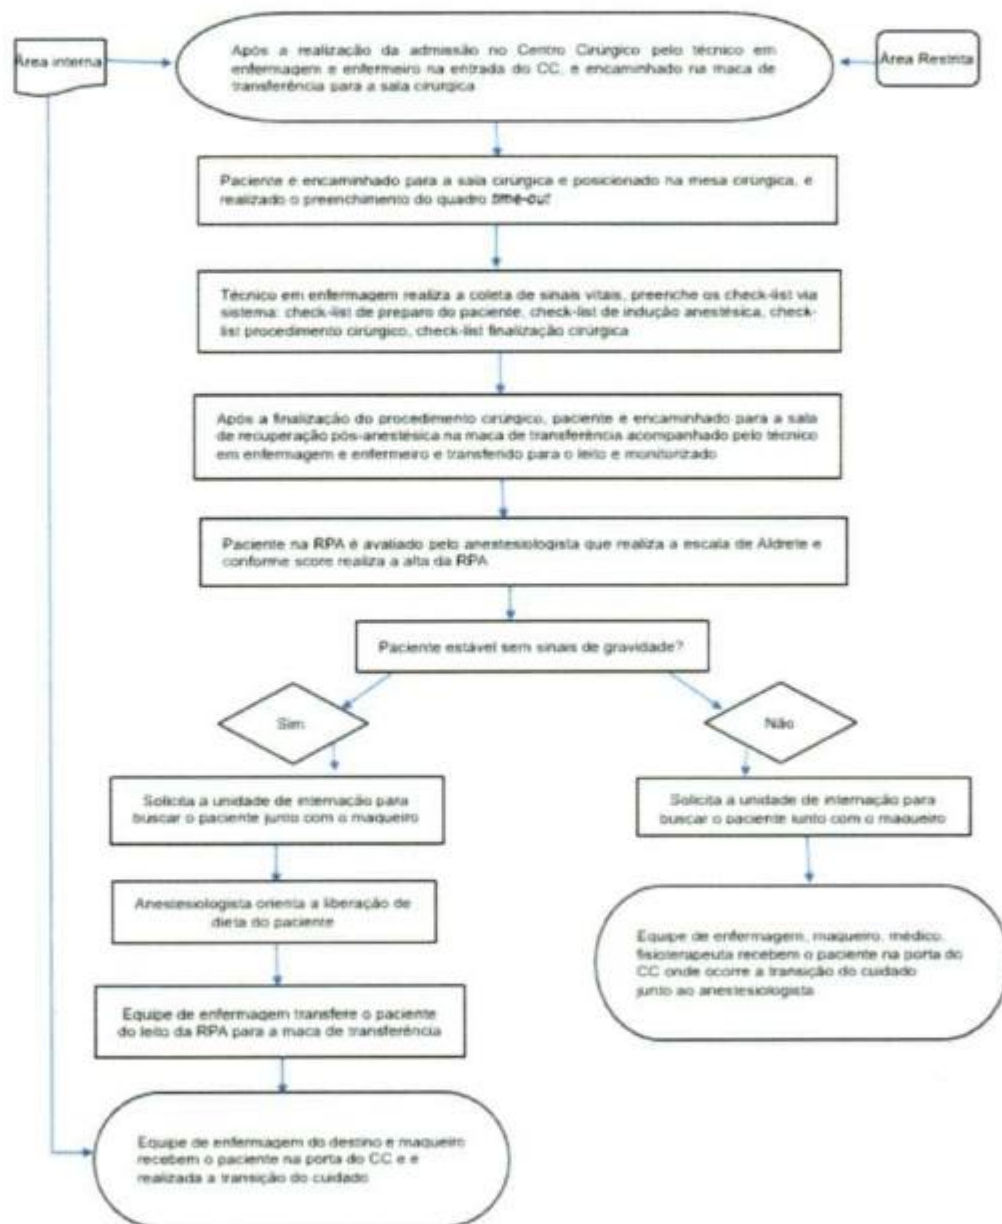 Área interna
Após a realização da admissão no Centro Cirúrgico pelo técnico em
enfermagem e enfermeiro na entrada do CC, e encaminhado na maca de
transferência para a sala cirúrgica
Área Restrita
Paciente e encaminhado para a sala cirúrgica e posicionado na mesa cirúrgica, e
realizado o preenchimento do quadro time-out
Técnico em enfermagem realiza a coleta de sinais vitais, preenche os check-list via
sistema: check-list de preparo do paciente, check-list de indução anestésica, check-
list procedimento cirúrgico, check-list finalização cirúrgica
Após a finalização do procedimento cirúrgico, paciente e encaminhado para a sala
de recuperação pós-anestésica na maca de transferência acompanhado pelo técnico
em enfermagem e enfermeiro e transferido para o leito e monitorizado
Paciente na RPA é avaliado pelo anestesiologista que realiza a escala de Aldrete e
conforme score realiza a alta da RPA
Paciente estável sem sinais de gravidade?
Sim
Não
Solicita a unidade de internação para
buscar o paciente junto com o maqueiro
Anestesiologista orienta a liberação de
dieta do paciente
Equipe de enfermagem transfere o paciente
do leito da RPA para a maca de transferência
Equipe de enfermagem do destino e maqueiro
recebem o paciente na porta do CC e e
realizada a transição do cuidado
Solicita a unidade de internação para
buscar o paciente junto com o maqueiro
Equipe de enfermagem, maqueiro, médico,
fisioterapeuta recebem o paciente na porta do
CC onde ocorre a transição do cuidado
junto ao anestesiologista